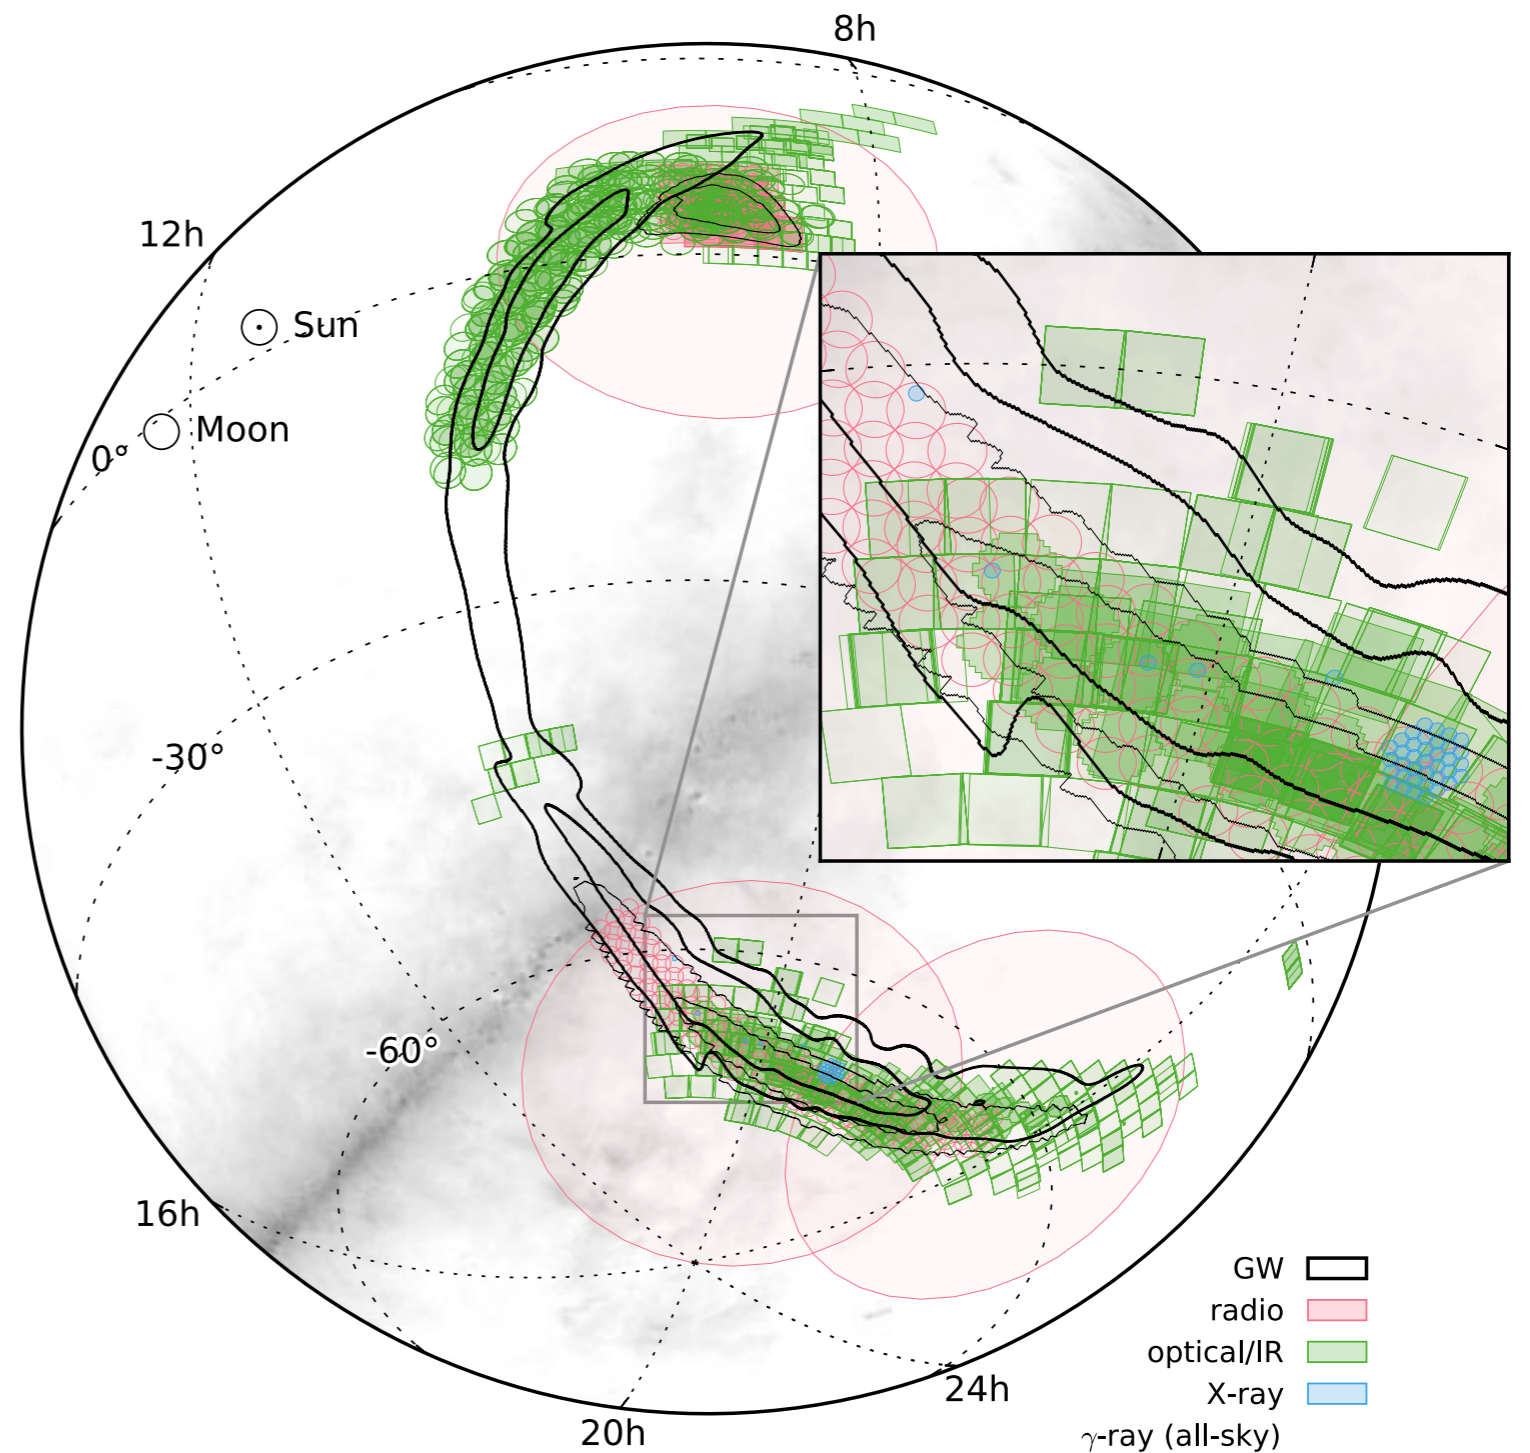 8h
12h
Sun
Moon
0°
-30°
-60°
16h
GW
radio
optical/IR
24h
X-ray
20h
γ-ray (all-sky)